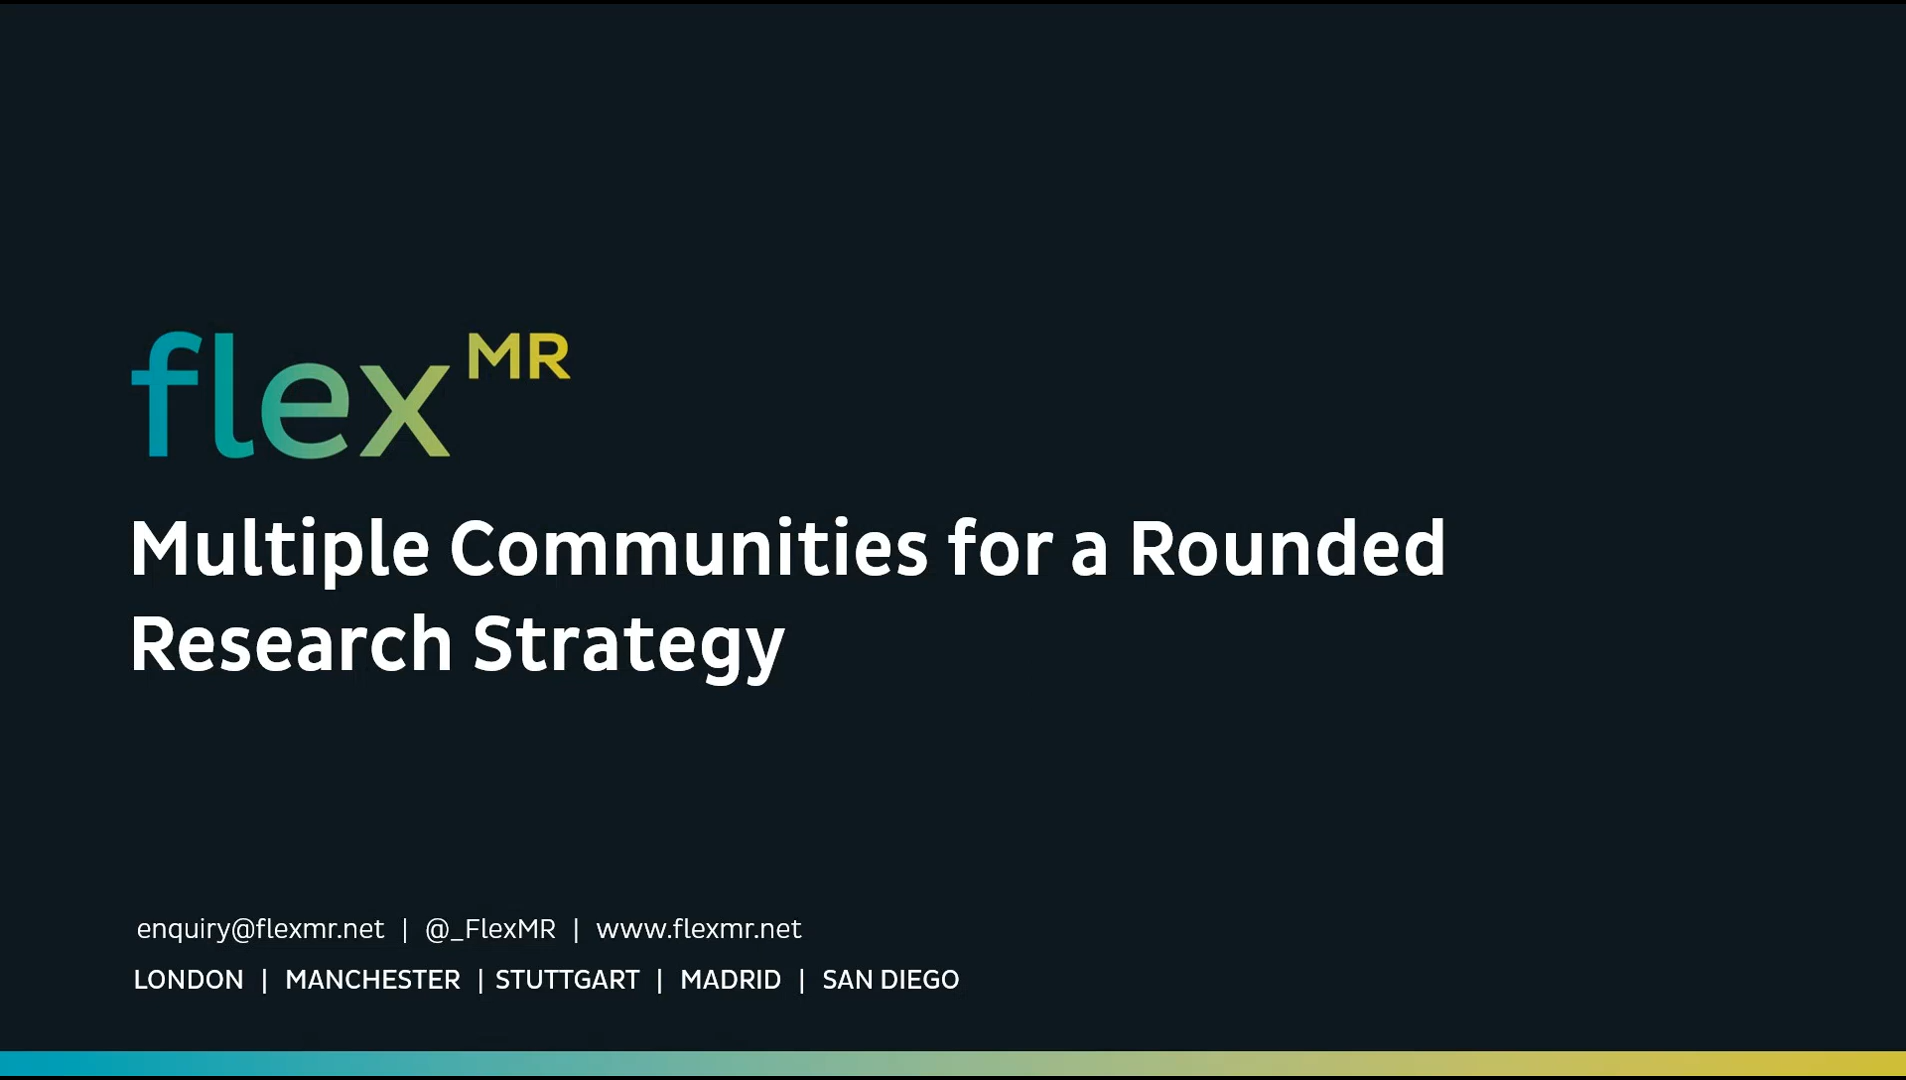 flex MR
Multiple Communities for a Rounded
Research Strategy
enquiry@flexmr.net | @_FlexMR | www.flexmr.net
LONDON | MANCHESTER | STUTTGART | MADRID | SAN DIEGO